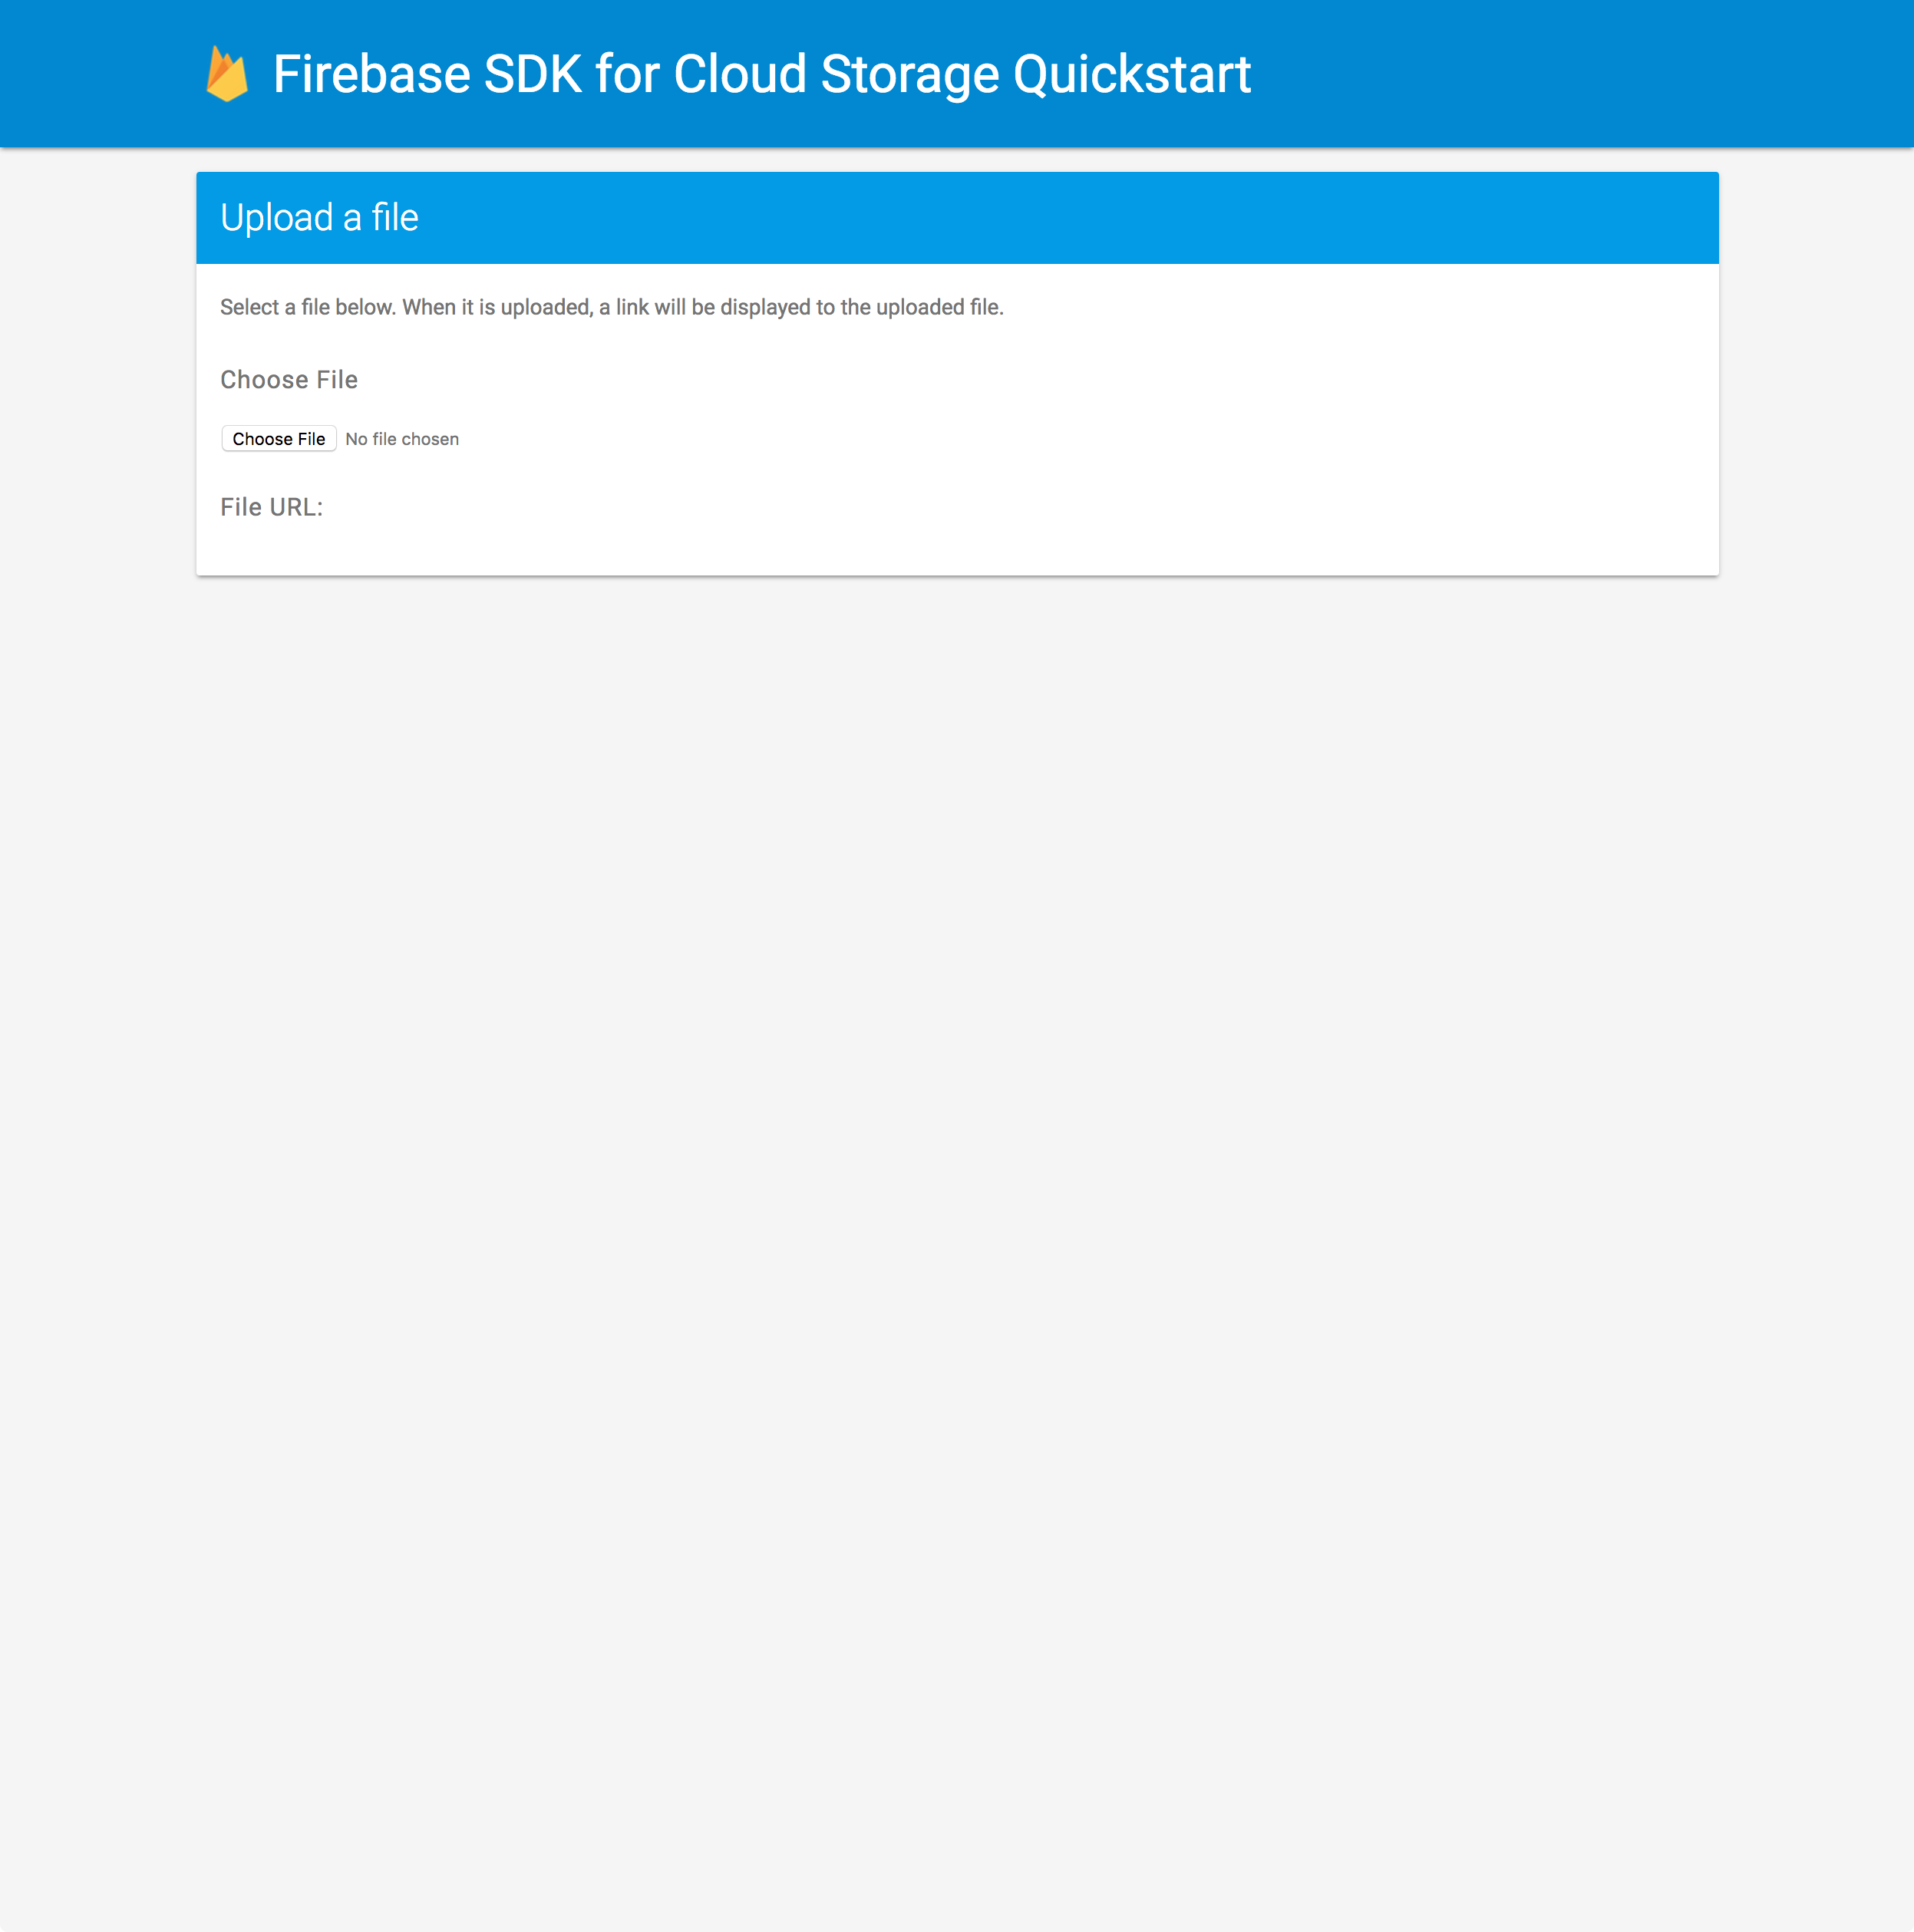 Firebase SDK for Cloud Storage Quickstart
Upload a file
Select a file below. When it is uploaded, a link will be displayed to the uploaded file.
Choose File
Choose File No file chosen
File URL: